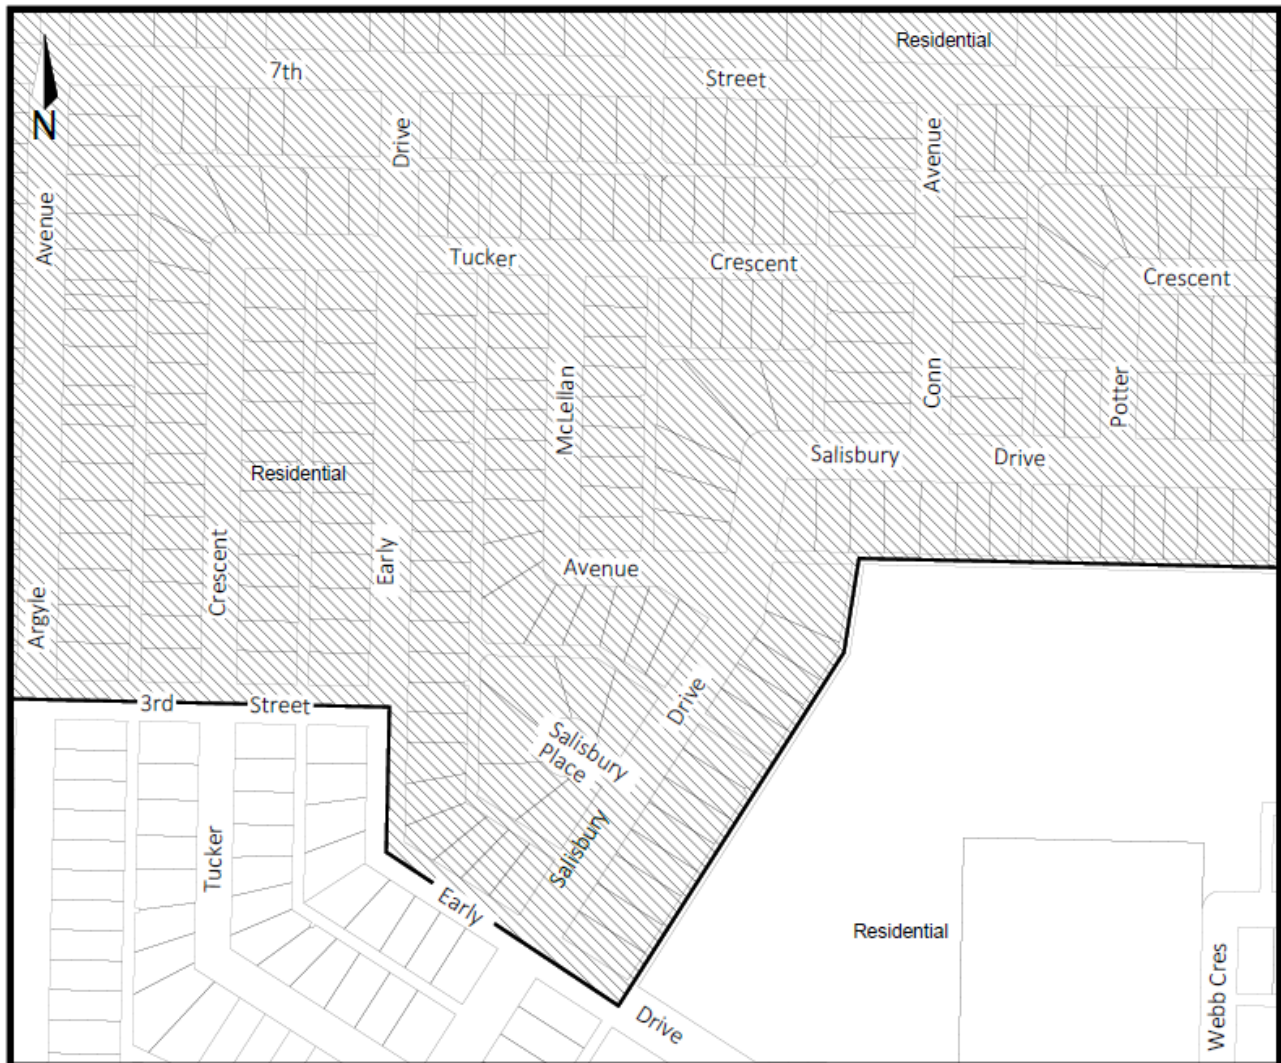 Residential
7th
Street
N
Drive
Avenue
Avenue
Tucker
Crescent
Crescent
McLellan
Conn
Potter
Salisbury
Drive
Residential
Crescent
Early
Avenue
Argyle
3rd
Street
Drive
Salisbury
Place
Salisbury
Tucker
Early
Residential
Webb Cres
Drive